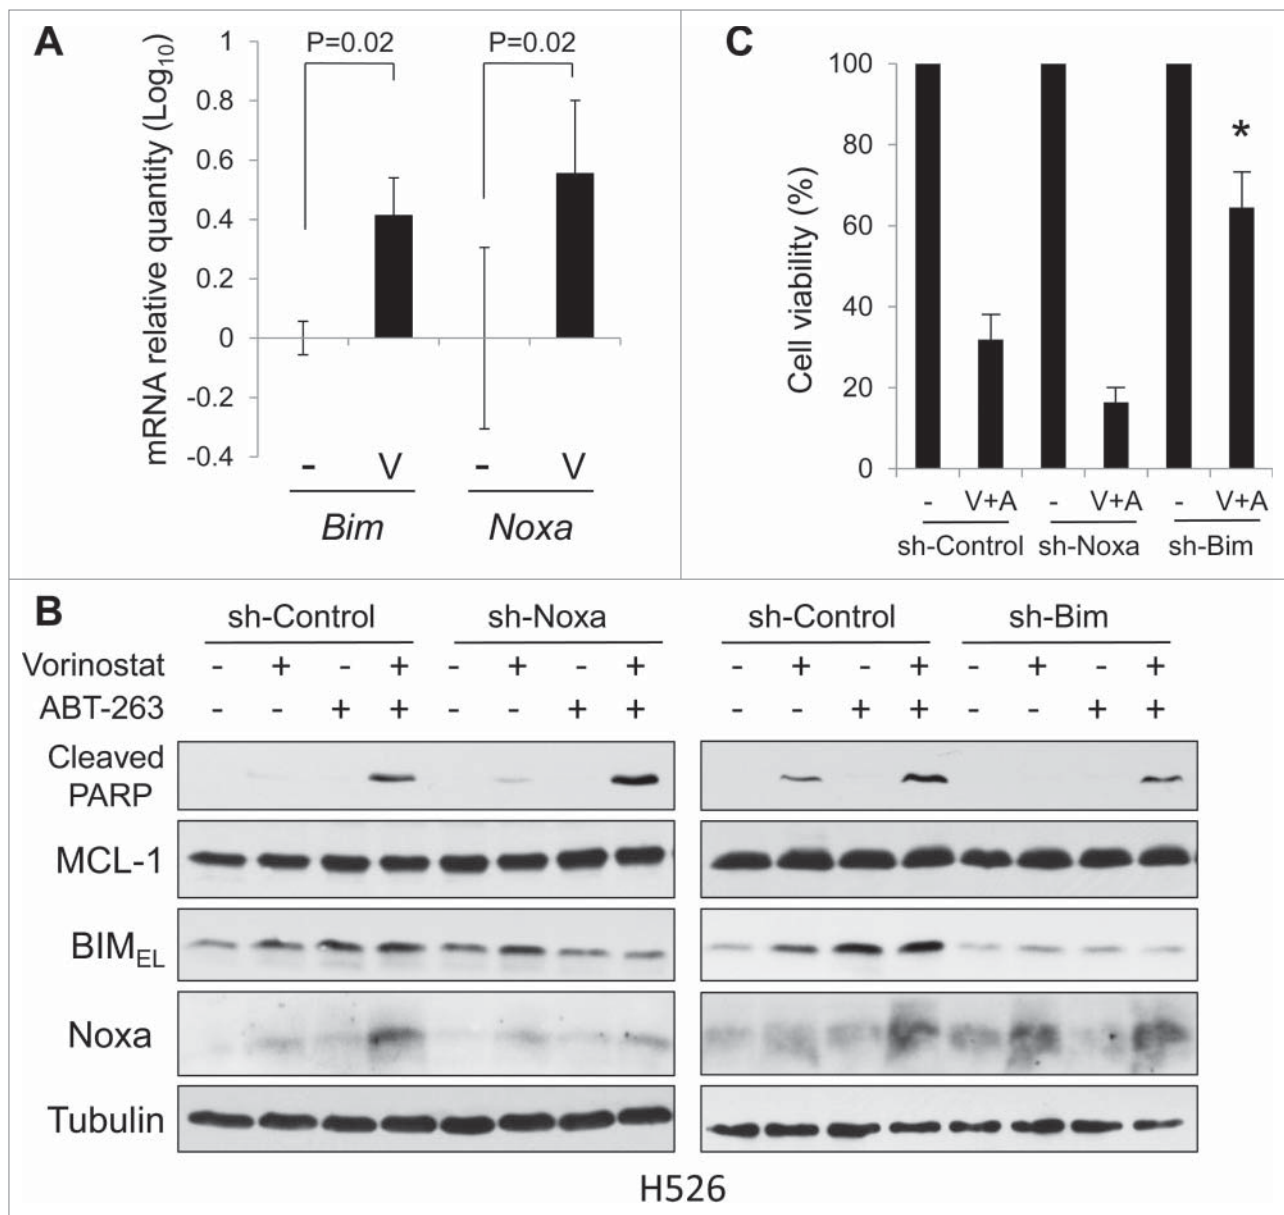 A
mRNA relative quantity (Log10)
1
0.8
0.6
0.4
0.2
0
-0.2
-0.4
P=0.02
P=0.02
- V - V
Bim Noxa
C
Cell viability (%)
100
80
60
40
20
0
*
- V+A - V+A - V+A
sh-Control sh-Noxa sh-Bim
B
sh-Control sh-Noxa sh-Control sh-Bim
Vorinostat - + - + - + - + - + - + - + - +
ABT-263 - - + + - - + + - - + + - - + +
Cleaved
PARP
MCL-1
BIMEL
Noxa
Tubulin
H526